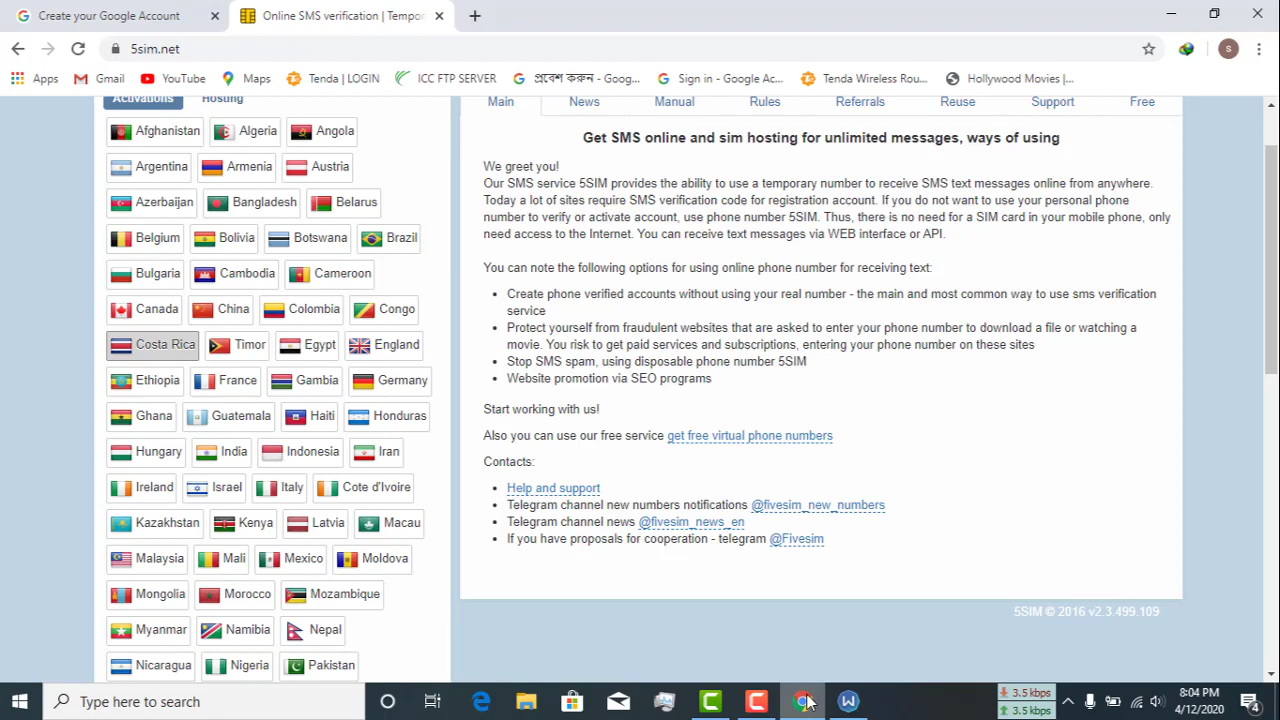 Create your Google Account
Online SMS verification | Tempor
5sim.net
Apps
Gmail
YouTube
Maps
Tenda | LOGIN
ICC FTP SERVER
প্রবেশ করুন - Goog...
Sign in - Google Ac...
Tenda Wireless Rou...
Hollywood Movies |...
Activations
Hosting
Afghanistan Algeria Angola
Argentina Armenia Austria
Azerbaijan Bangladesh Belarus
Belgium Bolivia Botswana Brazil
Bulgaria Cambodia Cameroon
Canada China Colombia Congo
Costa Rica Timor Egypt England
Ethiopia France Gambia Germany
Ghana Guatemala Haiti Honduras
Hungary India Indonesia Iran
Ireland Israel Italy Cote d'Ivoire
Kazakhstan Kenya Latvia Macau
Malaysia Mali Mexico Moldova
Mongolia Morocco Mozambique
Myanmar Namibia Nepal
Nicaragua Nigeria Pakistan
Main News Manual Rules Referrals Reuse Support Free
Get SMS online and sim hosting for unlimited messages, ways of using
We greet you!
Our SMS service 5SIM provides the ability to use a temporary number to receive SMS text messages online from anywhere.
Today a lot of sites require SMS verification code for registration account. If you do not want to use your personal phone
number to verify or activate account, use phone number 5SIM. Thus, there is no need for a SIM card in your mobile phone, only
need access to the Internet. You can receive text messages via WEB interface or API.
You can note the following options for using online phone number for receiving text:
• Create phone verified accounts without using your real number - the main and most common way to use sms verification
service
• Protect yourself from fraudulent websites that are asked to enter your phone number to download a file or watching a
movie. You risk to get paid services and subscriptions, entering your phone number on these sites
• Stop SMS spam, using disposable phone number 5SIM
• Website promotion via SEO programs
Start working with us!
Also you can use our free service get free virtual phone numbers
Contacts:
• Help and support
• Telegram channel new numbers notifications @fivesim_new_numbers
• Telegram channel news @fivesim_news_en
• If you have proposals for cooperation - telegram @Fivesim
5SIM © 2016 v2.3.499.109
Type here to search
3.5 kbps
3.5 kbps
8:04 PM
4/12/2020
4